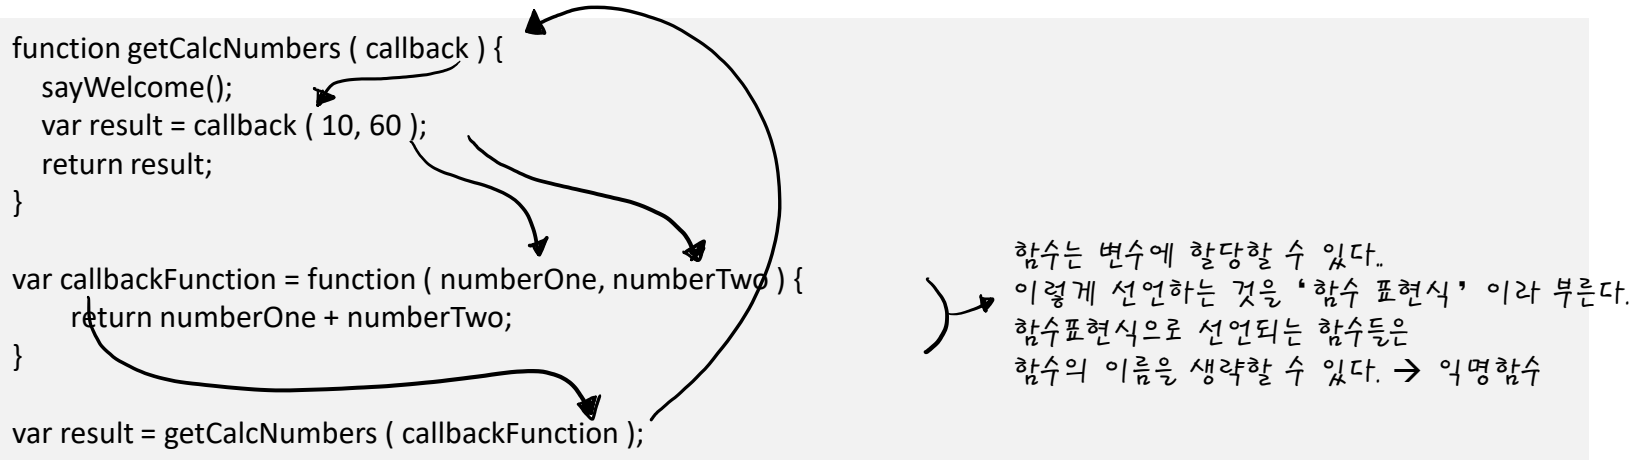 function getCalcNumbers ( callback ) {
sayWelcome();
var result = callback ( 10, 60 );
return result;
}
var callbackFunction = function ( numberOne, numberTwo ) {
return numberOne + numberTwo;
}
var result = getCalcNumbers ( callbackFunction );
함수는 변수에 할당할 수 있다..
이렇게 선언하는 것을 ‘함수 표현식’ 이라 부른다.
함수표현식으로 선언되는 함수들은
함수의 이름을 생략할 수 있다. → 익명함수